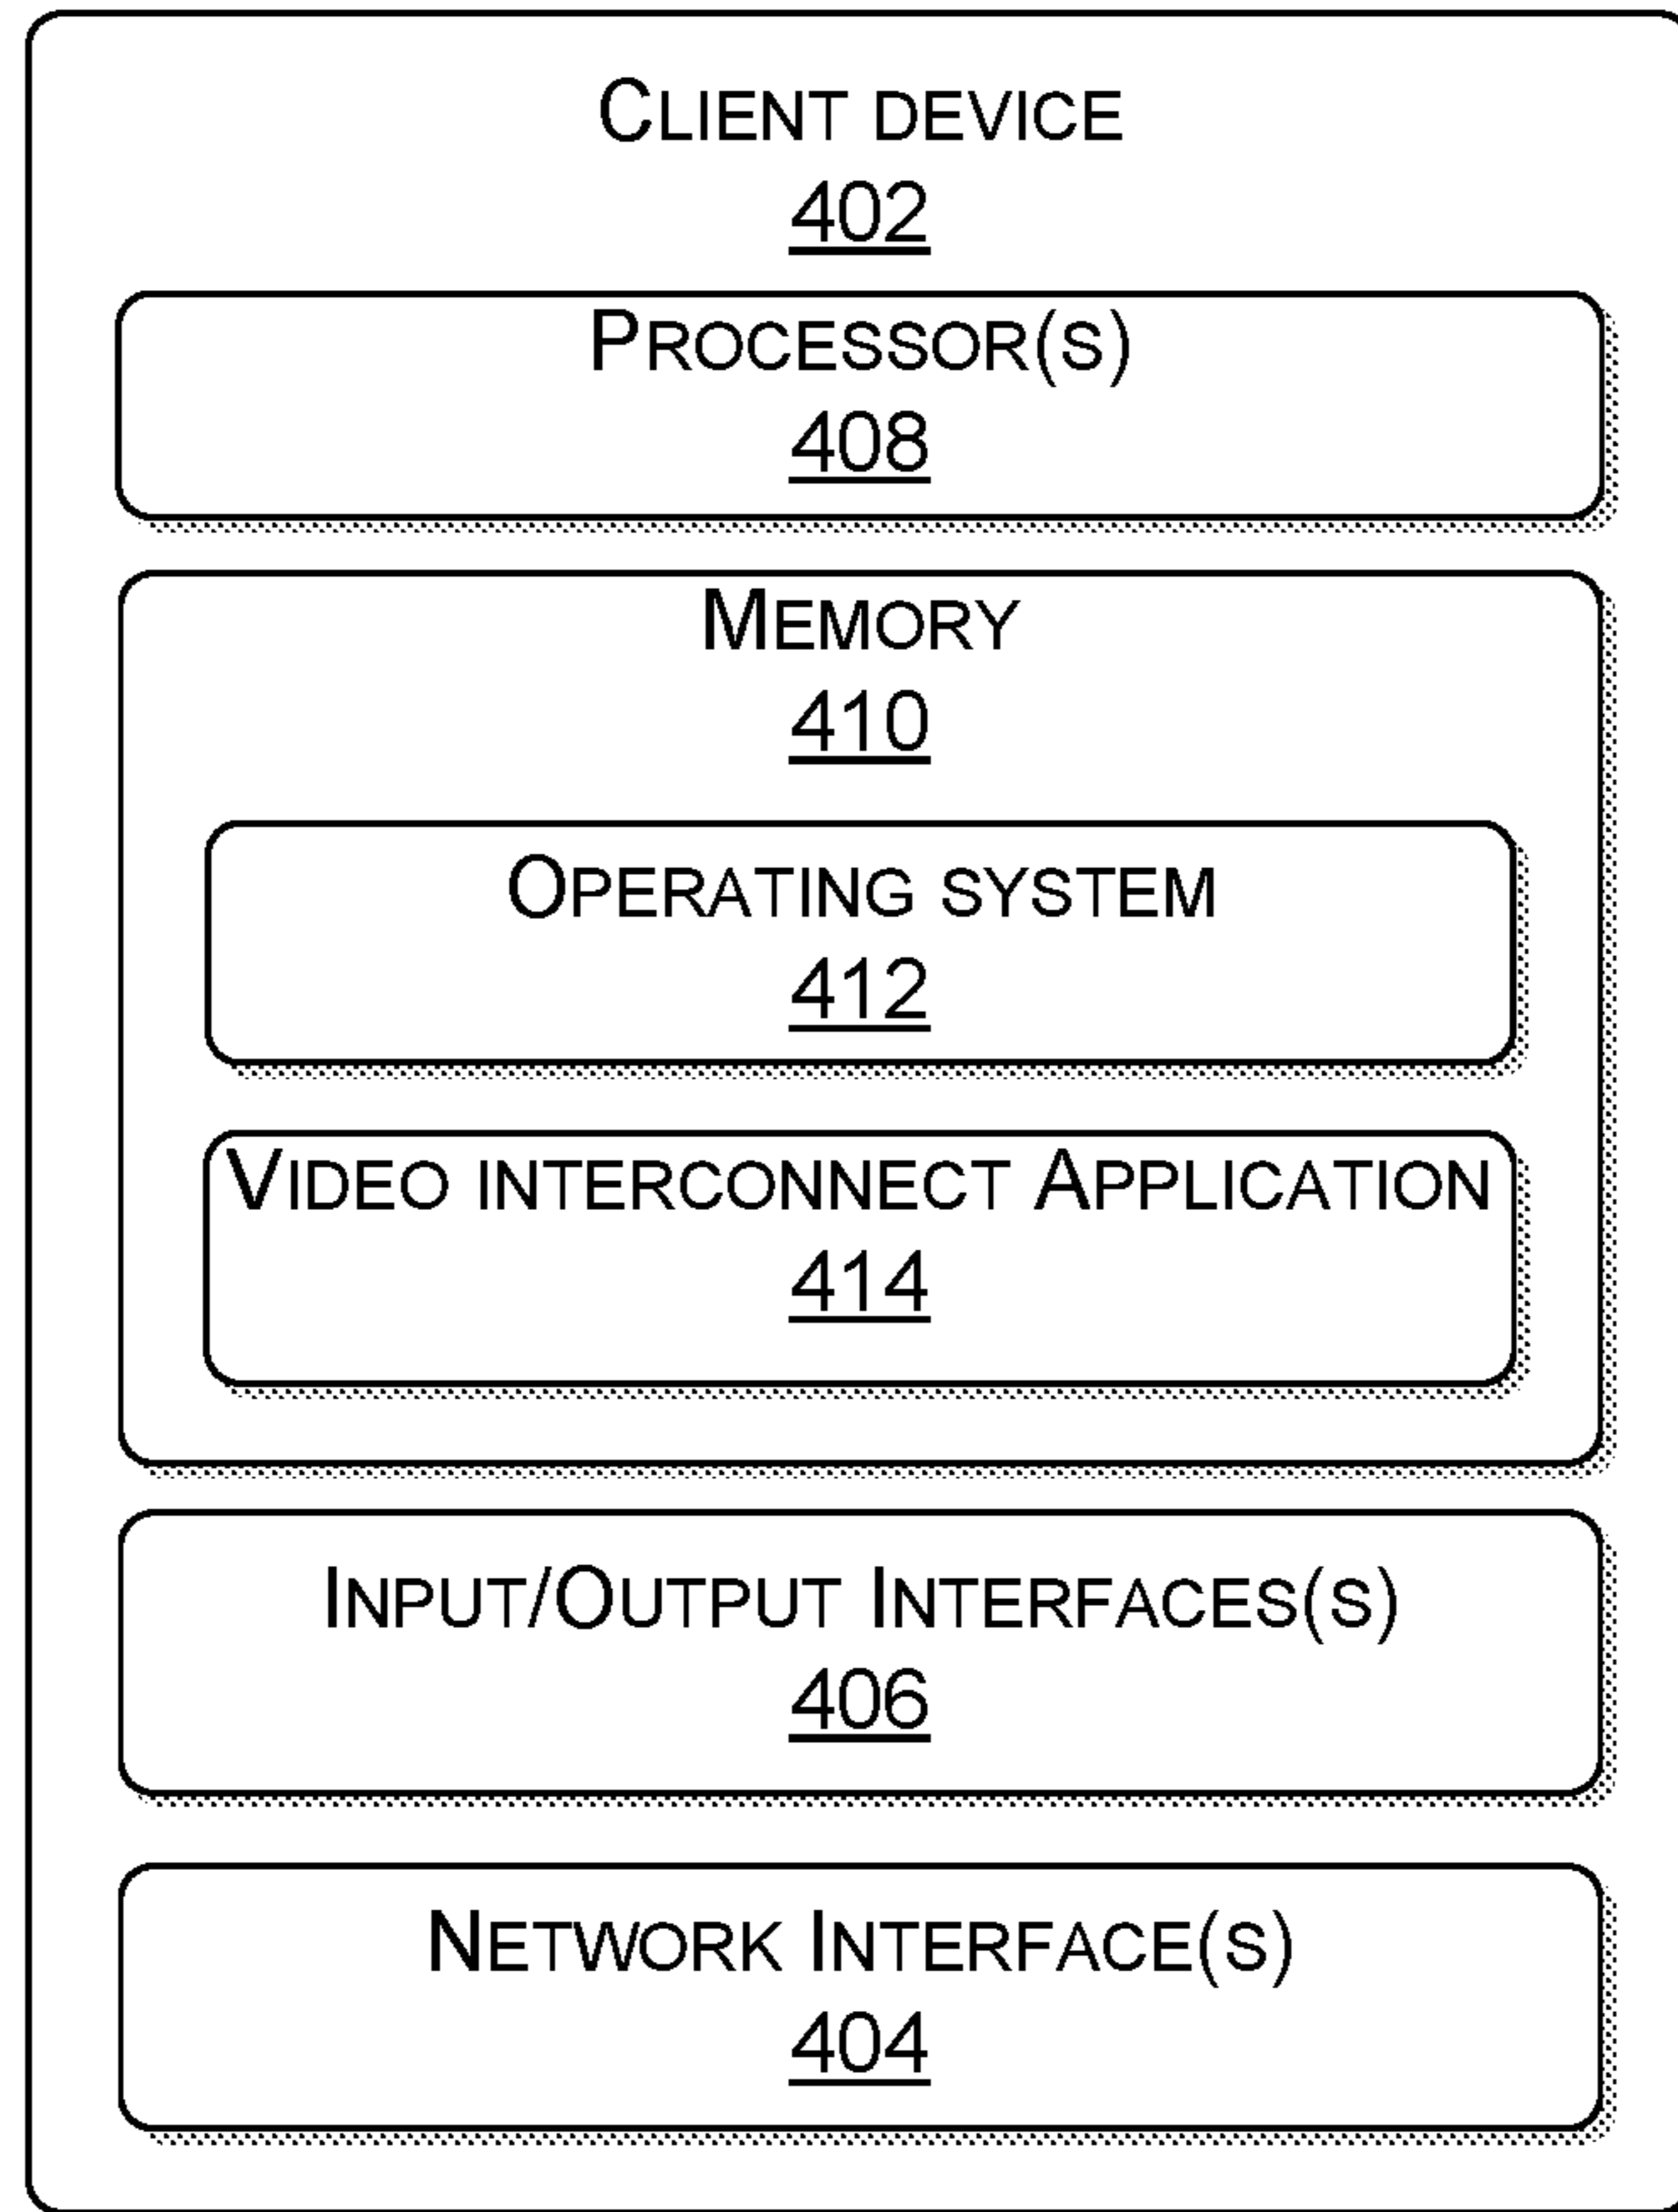 CLIENT DEVICE
402
PROCESSOR(S)
408
MEMORY
410
OPERATING SYSTEM
412
VIDEO INTERCONNECT APPLICATION
414
INPUT/OUTPUT INTERFACES(S)
406
NETWORK INTERFACE(S)
404